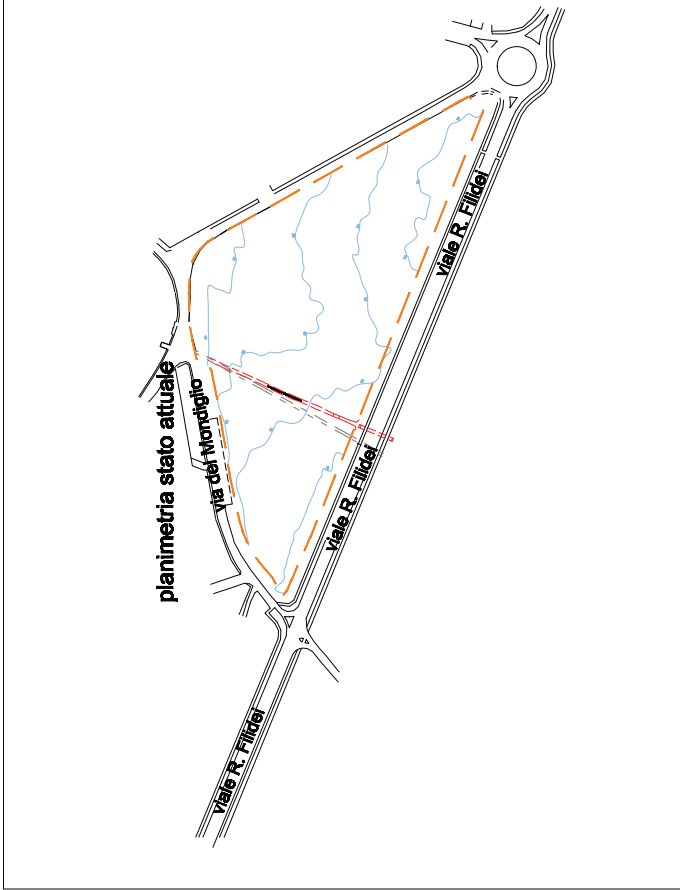 planimetria stato attuale
via del Mondiglio
viale R. Filidei
viale R. Filidei
viale R. Filidei